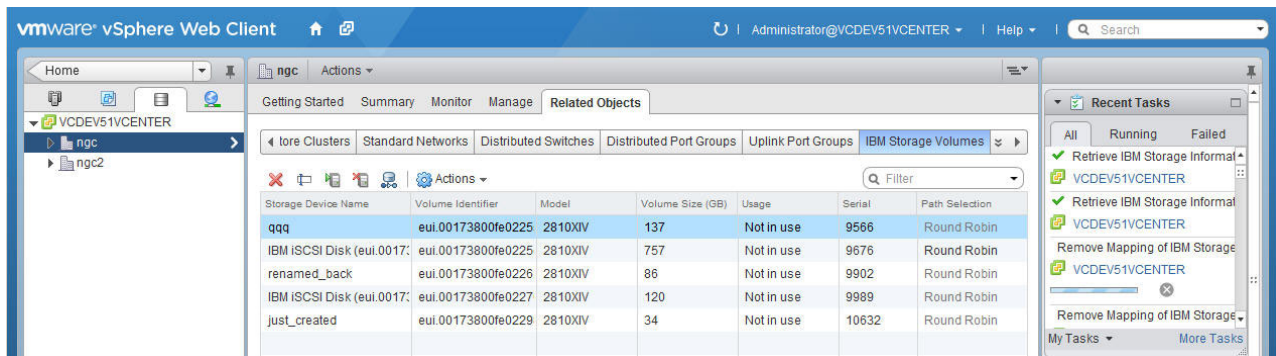 vmware® vSphere Web Client
Administrator@VCDEV51VCENTER
Help
Search
Home
VCDEV51VCENTER
ngc
ngc2
ngc Actions
Getting Started Summary Monitor Manage Related Objects
tore Clusters Standard Networks Distributed Switches Distributed Port Groups Uplink Port Groups IBM Storage Volumes
Actions
Filter
Storage Device Name Volume Identifier Model Volume Size (GB) Usage Serial Path Selection
qqq eui.00173800fe0225 2810XIV 137 Not in use 9566 Round Robin
IBM iSCSI Disk (eui.0017 eui.00173800fe0225 2810XIV 757 Not in use 9676 Round Robin
renamed_back eui.00173800fe0226 2810XIV 86 Not in use 9902 Round Robin
IBM iSCSI Disk (eui.0017 eui.00173800fe0227 2810XIV 120 Not in use 9989 Round Robin
just_created eui.00173800fe0229 2810XIV 34 Not in use 10632 Round Robin
Recent Tasks
All Running Failed
Retrieve IBM Storage Informat
VCDEV51VCENTER
Retrieve IBM Storage Informat
VCDEV51VCENTER
Remove Mapping of IBM Storage
VCDEV51VCENTER
Remove Mapping of IBM Storage
My Tasks More Tasks